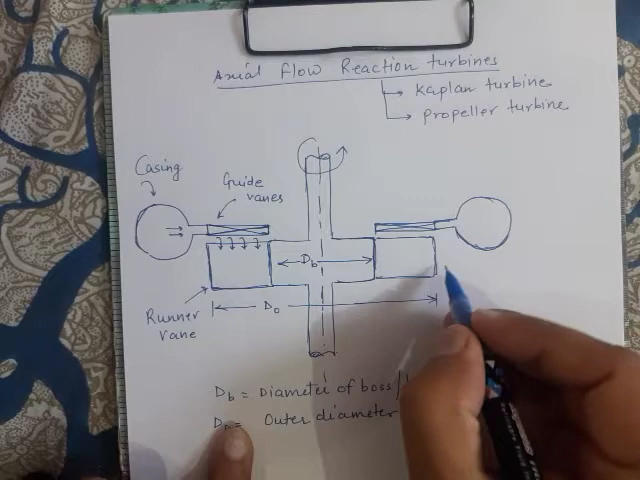 Axial Flow Reaction turbines
Kaplan turbine
propeller turbine
Casing
Guide
vanes
Db
Runner
vane
Do
Db = Diameter of boss/
= Outer diameter